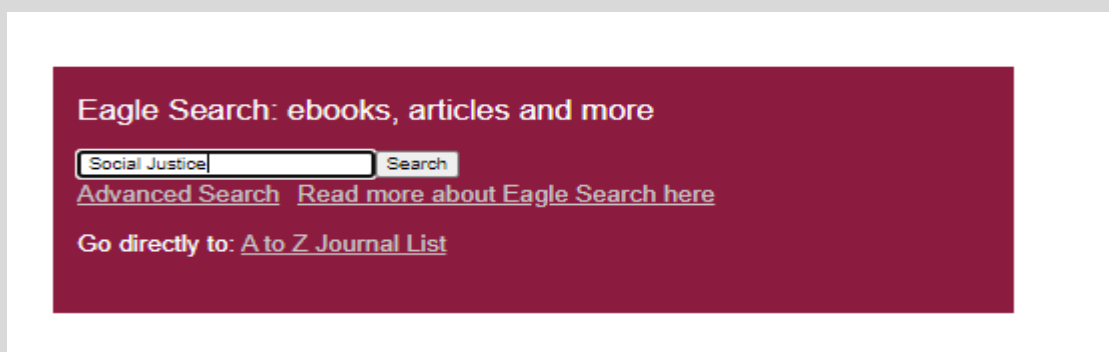 Eagle Search: ebooks, articles and more
Social Justice Search
Advanced Search Read more about Eagle Search here
Go directly to: A to Z Journal List